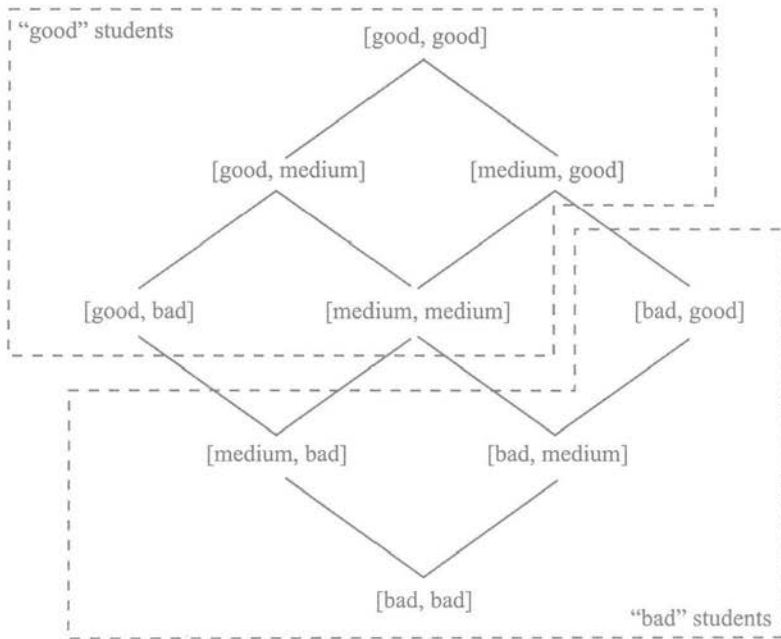 “good” students
[good, good]
[good, medium] [medium, good]
[good, bad] [medium, medium] [bad, good]
[medium, bad] [bad, medium]
[bad, bad]
“bad” students